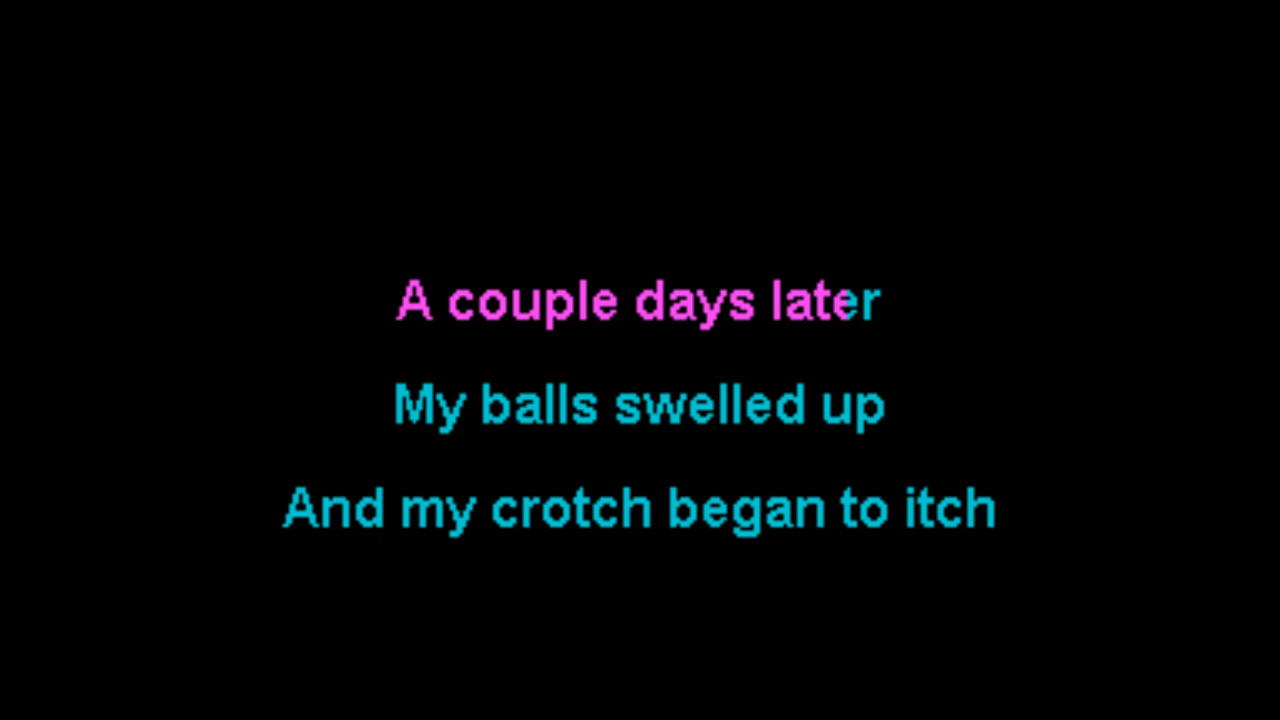 A couple days later
My balls swelled up
And my crotch began to itch